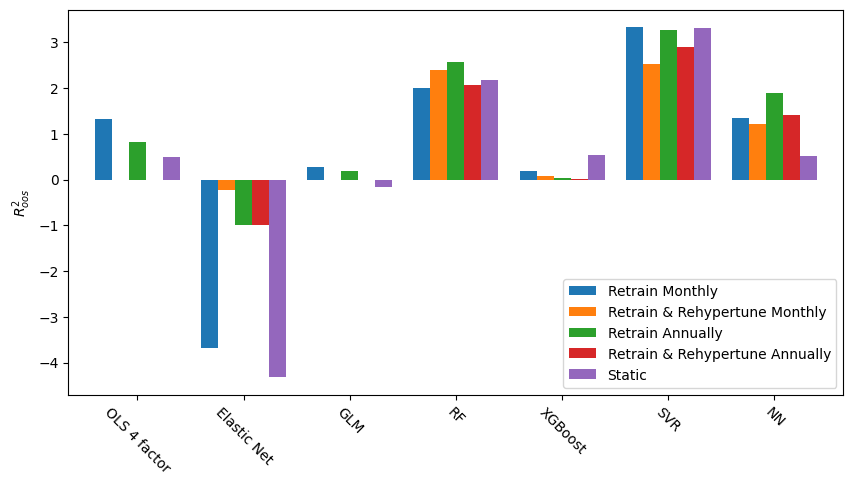 3
2
1
0
−1
−2
−3
−4
R²oos
OLS 4 factor
Elastic Net
GLM
RF
XGBoost
SVR
NN
Retrain Monthly
Retrain & Rehypertune Monthly
Retrain Annually
Retrain & Rehypertune Annually
Static